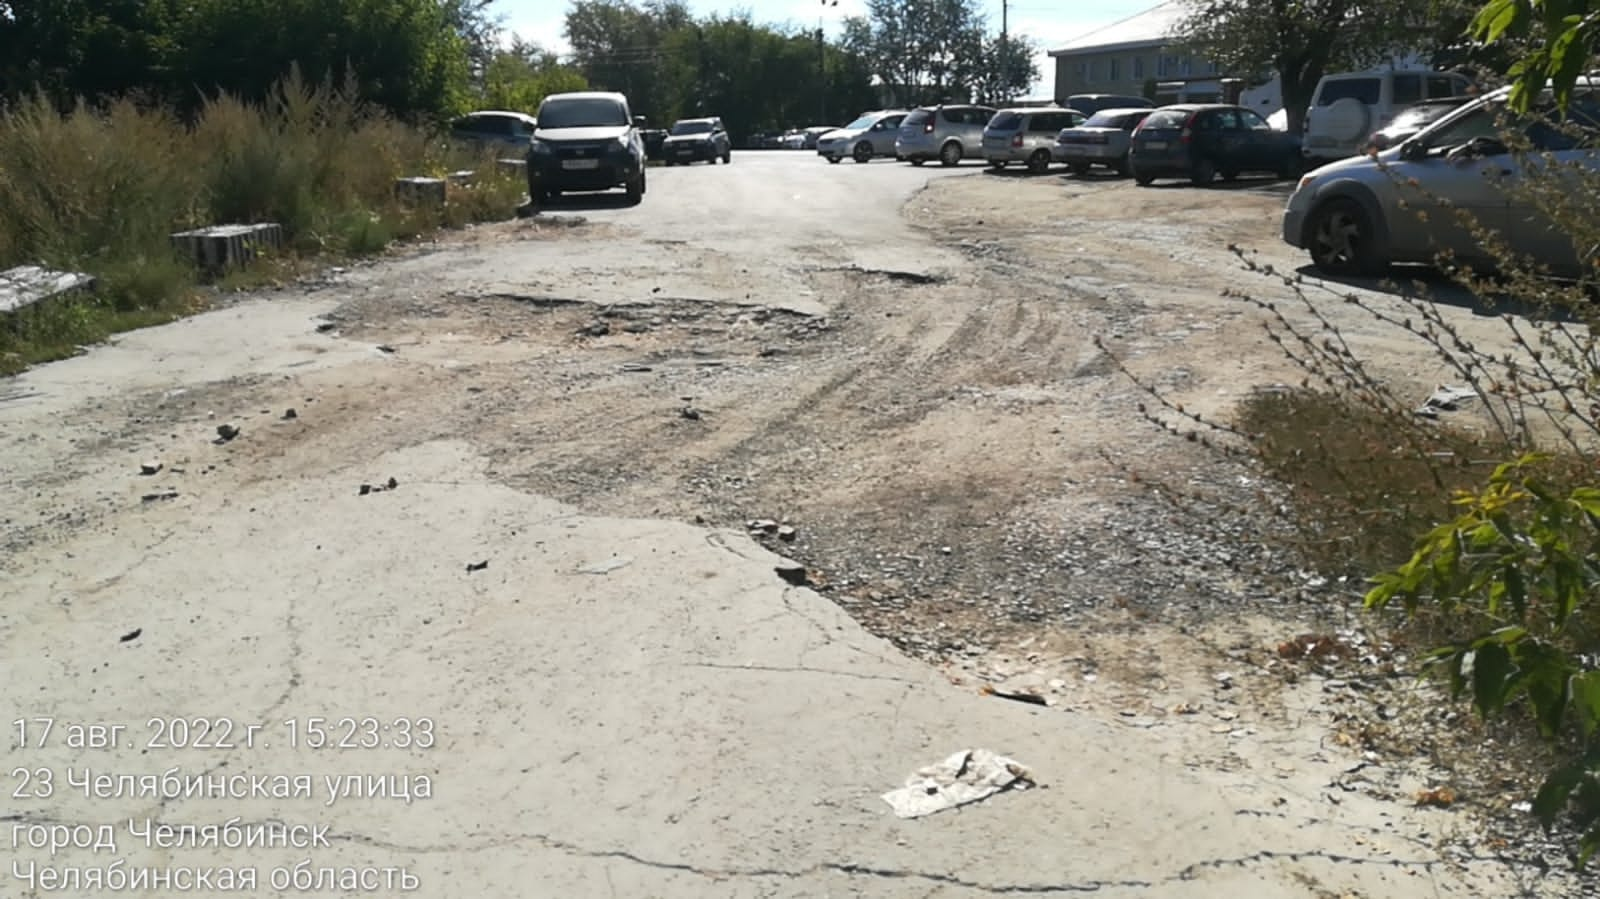 17 авг. 2022 г. 15:23:33
23 Челябинская улица
город Челябинск
Челябинская область